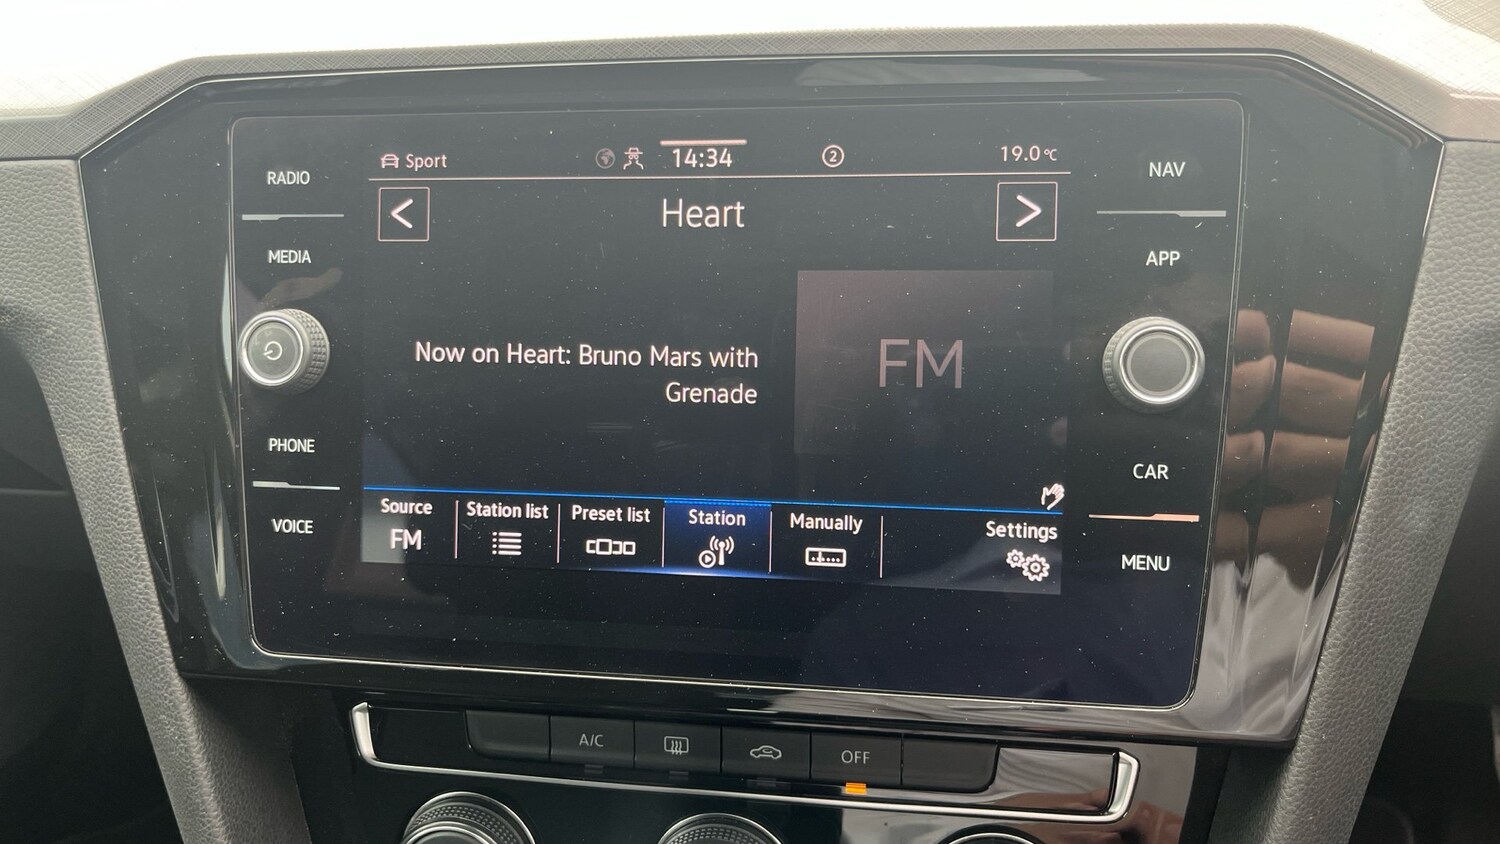 Sport
14:34
2
19.0°C
RADIO
NAV
Heart
MEDIA
APP
Now on Heart: Bruno Mars with
Grenade
FM
PHONE
CAR
Source
Station list
Preset list
Station
Manually
Settings
FM
VOICE
MENU
A/C
OFF